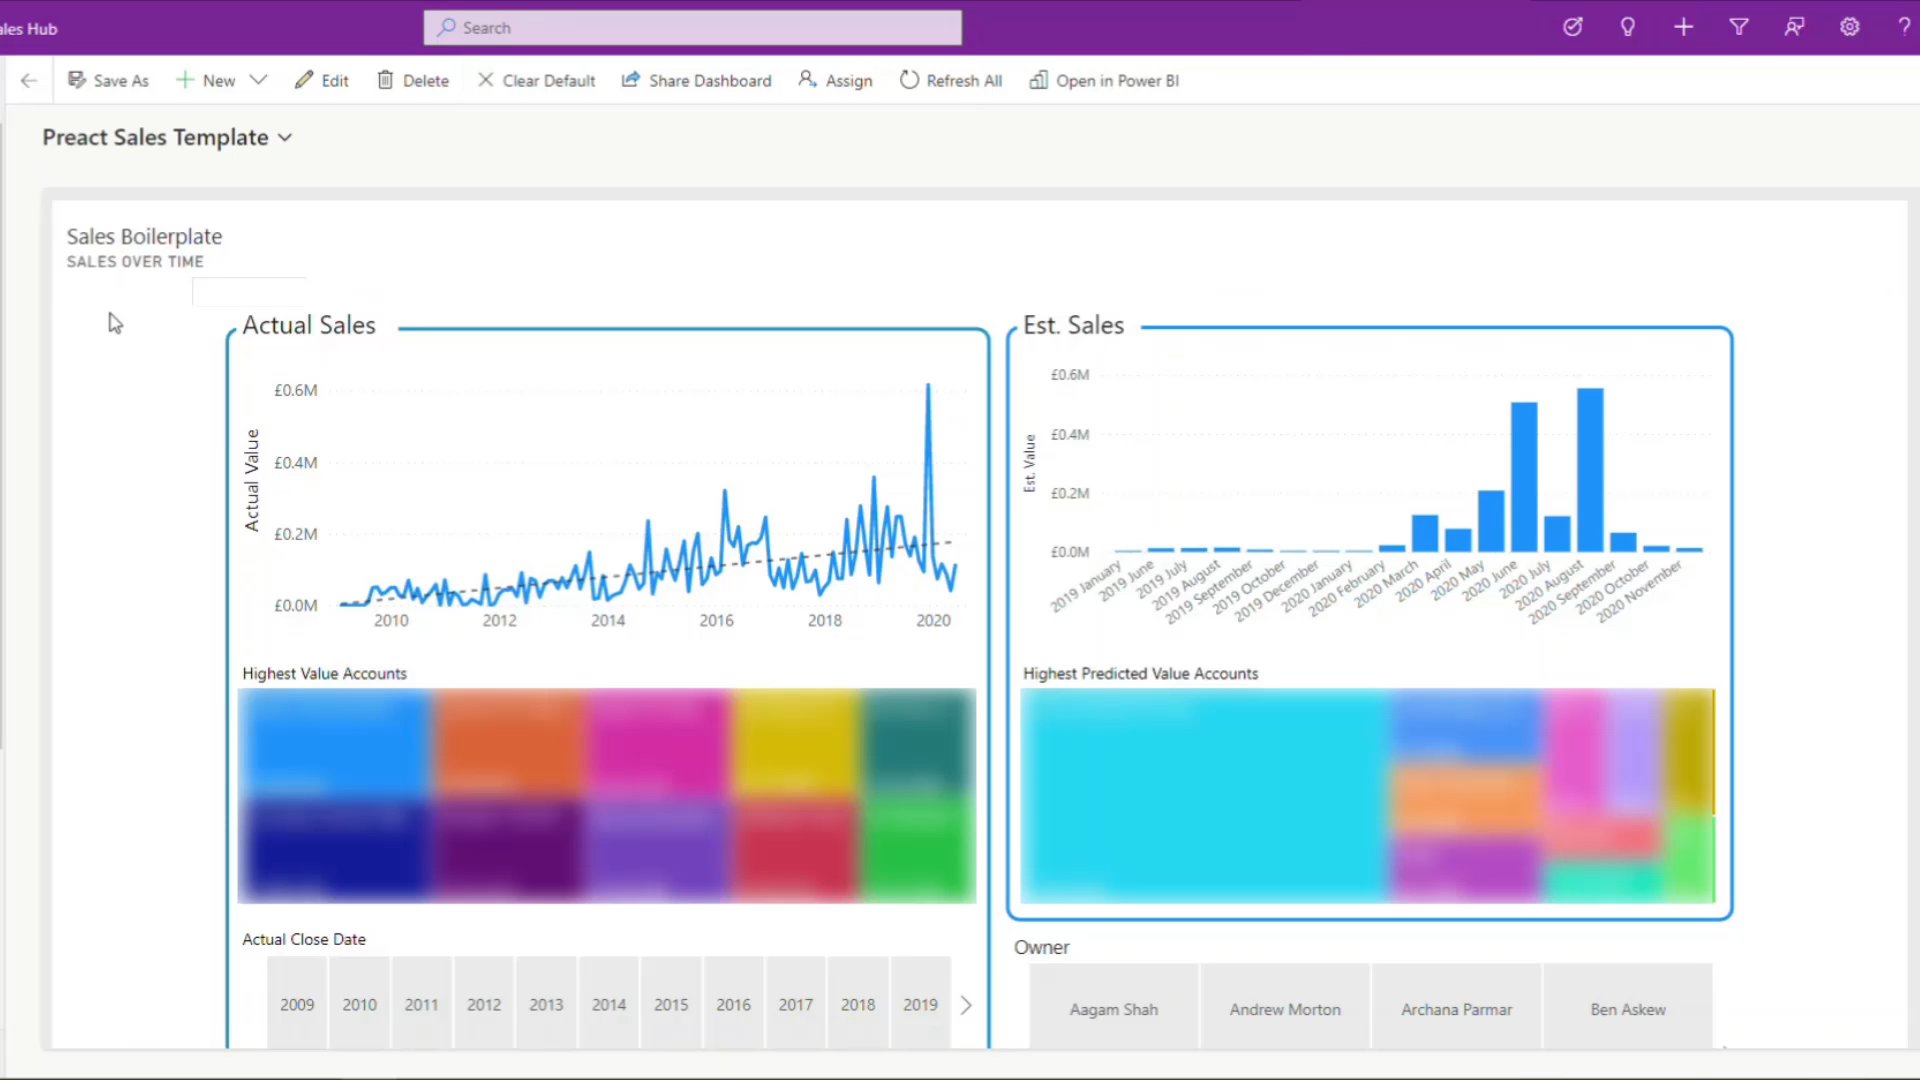 ales Hub
Search
?
Save As
New
Edit
Delete
Clear Default
Share Dashboard
Assign
Refresh All
Open in Power BI
Preact Sales Template
Sales Boilerplate
SALES OVER TIME
Actual Sales
Actual Value
£0.6M
£0.4M
£0.2M
£0.0M
2010
2012
2014
2016
2018
2020
Highest Value Accounts
Actual Close Date
2009
2010
2011
2012
2013
2014
2015
2016
2017
2018
2019
Est. Sales
Est. Value
£0.6M
£0.4M
£0.2M
£0.0M
2019 January
2019 June
2019 July
2019 August
2019 September
2019 October
2019 December
2020 January
2020 February
2020 March
2020 April
2020 May
2020 June
2020 July
2020 August
2020 September
2020 October
2020 November
Highest Predicted Value Accounts
Owner
Aagam Shah
Andrew Morton
Archana Parmar
Ben Askew